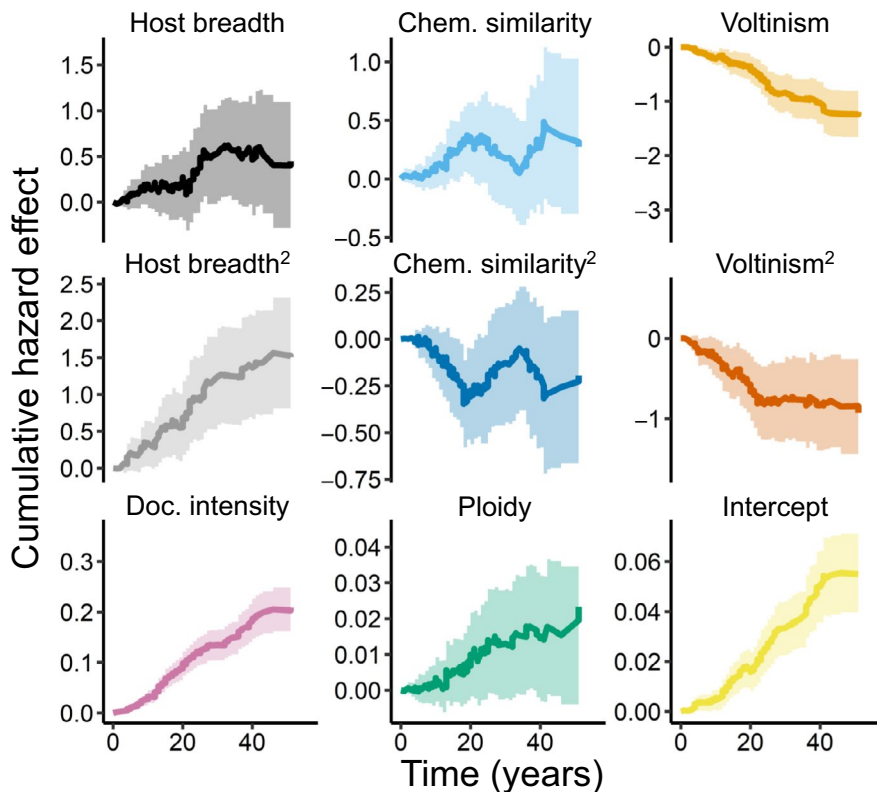 Host breadth
Chem. similarity
Voltinism
1.5
1.0
0.5
0.0
1.0
0.5
0.0
−0.5
0
−1
−2
−3
Host breadth²
Chem. similarity²
Voltinism²
2.5
2.0
1.5
1.0
0.5
0.0
0.25
0.00
−0.25
−0.50
−0.75
0
−1
Doc. intensity
Ploidy
Intercept
0.3
0.2
0.1
0.0
0.04
0.03
0.02
0.01
0.00
0.06
0.04
0.02
0.00
0 20 40
0 20 40
0 20 40
Cumulative hazard effect
Time (years)